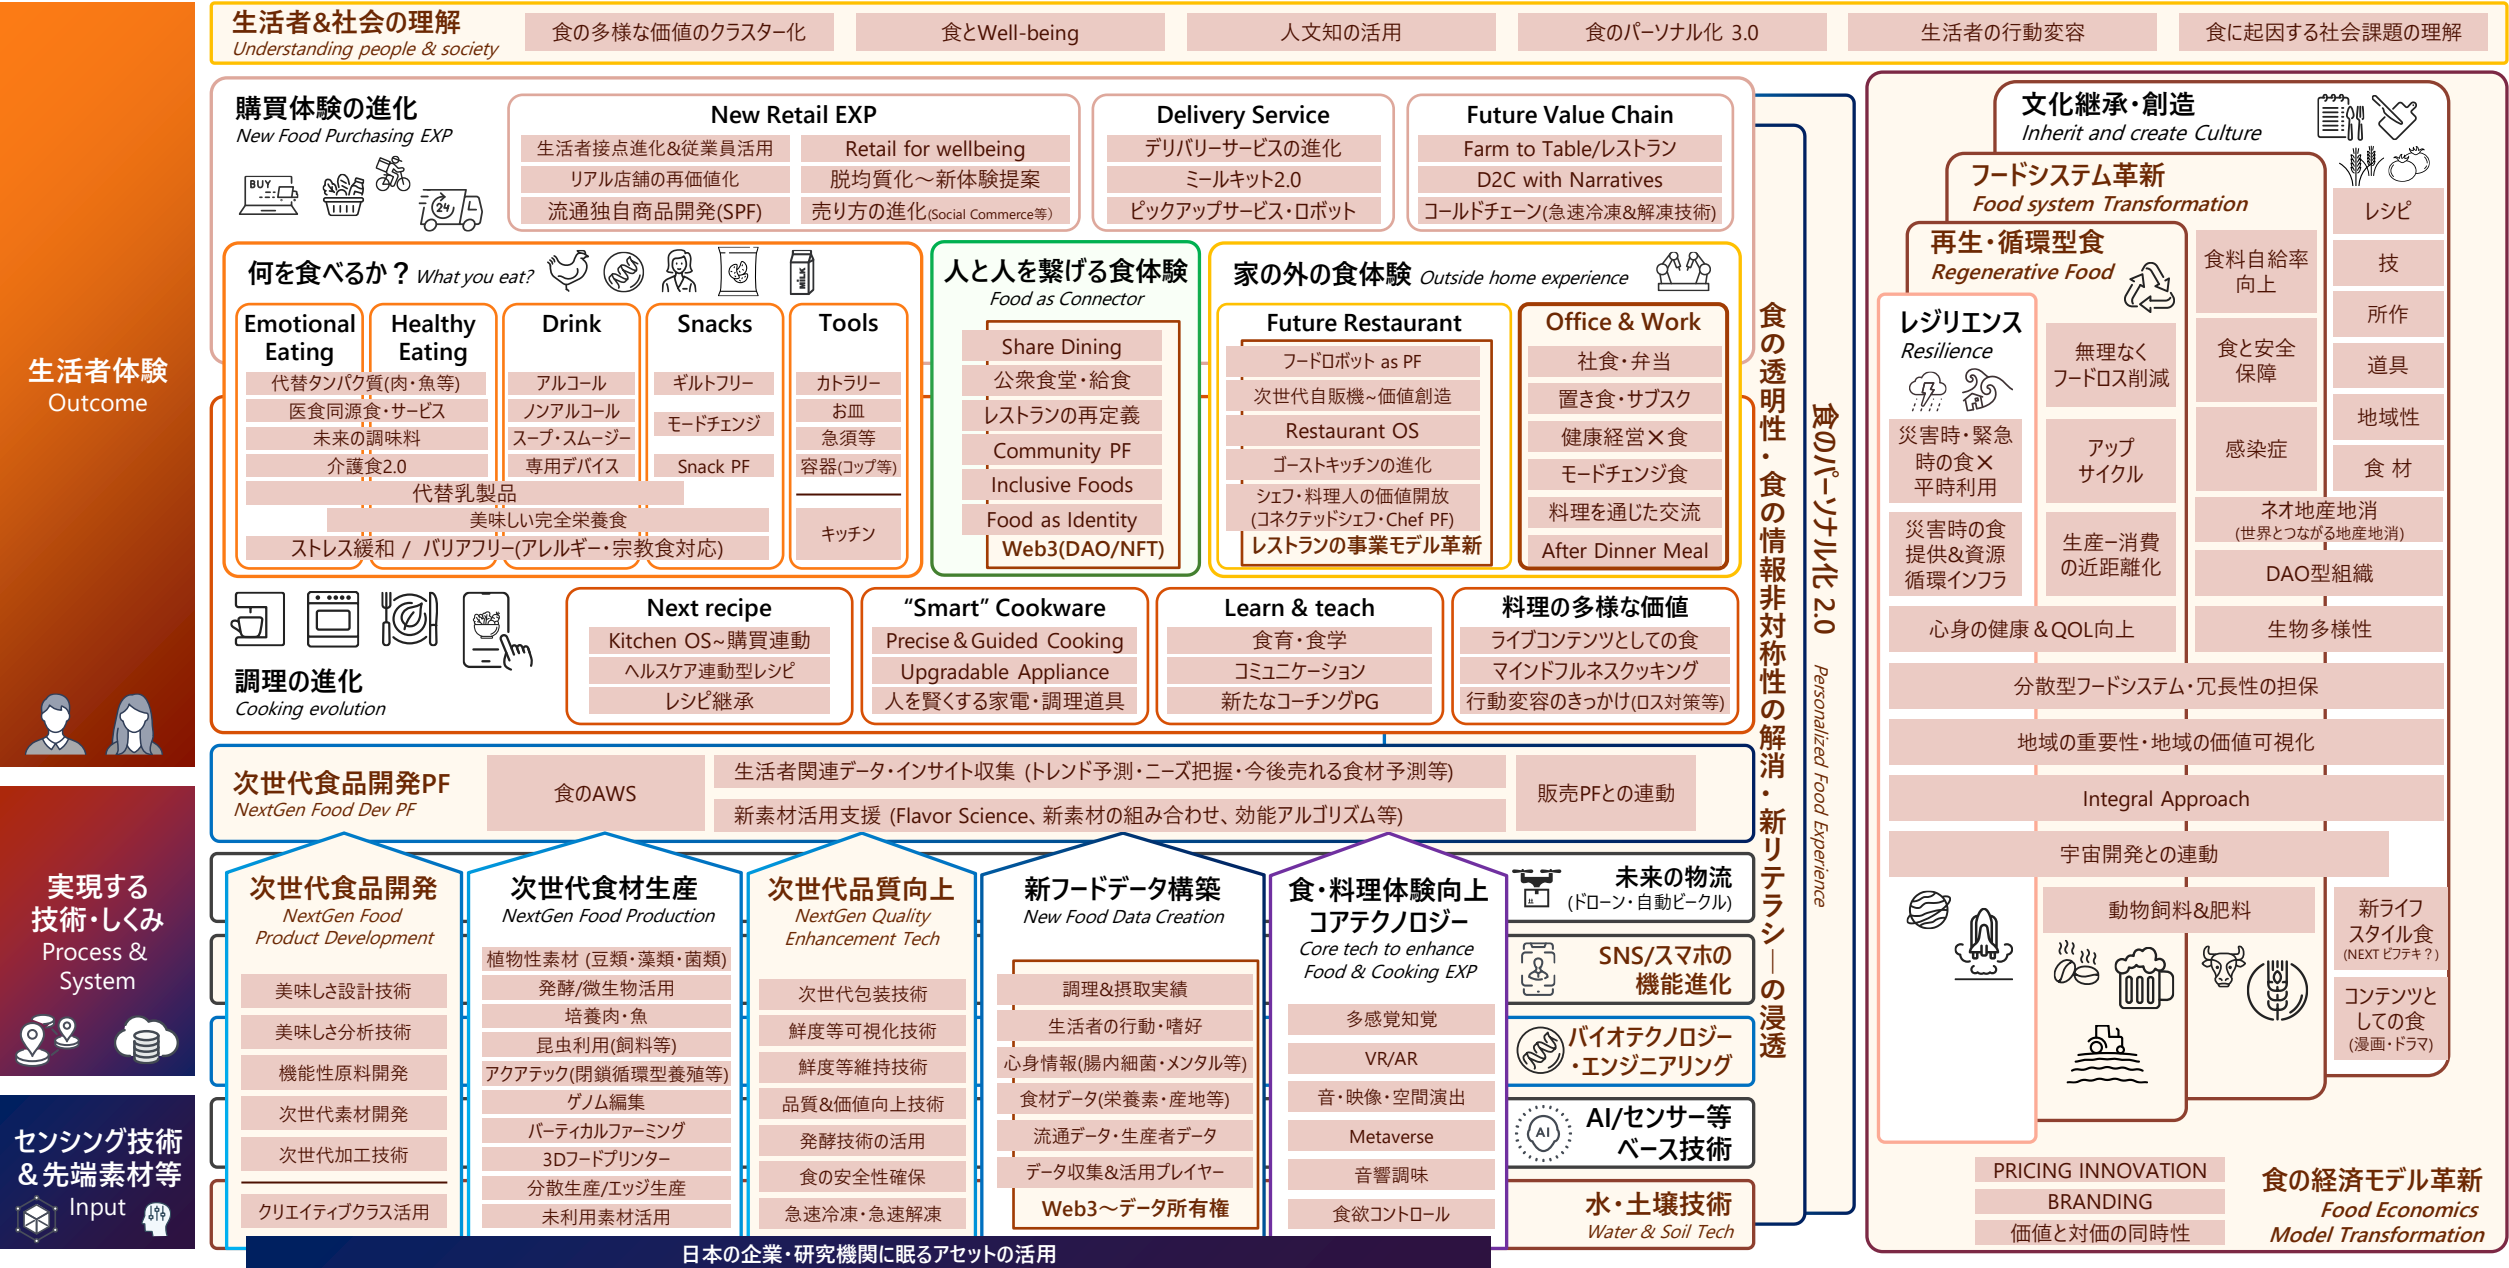 生活者&社会の理解
Understanding people & society
食の多様な価値のクラスター化
食とWell-being
人文知の活用
食のパーソナル化 3.0
生活者の行動変容
食に起因する社会課題の理解
生活者体験
Outcome
実現する
技術・しくみ
Process &
System
センシング技術
&先端素材等
Input
購買体験の進化
New Food Purchasing EXP
BUY
24
New Retail EXP
生活者接点進化&従業員活用
リアル店舗の再価値化
流通独自商品開発(SPF)
Retail for wellbeing
脱均質化～新体験提案
売り方の進化(Social Commerce等)
Delivery Service
デリバリーサービスの進化
ミールキット2.0
ピックアップサービス・ロボット
Future Value Chain
Farm to Table/レストラン
D2C with Narratives
コールドチェーン(急速冷凍&解凍技術)
何を食べるか？ What you eat?
MILK
Emotional
Eating
Healthy
Eating
代替タンパク質(肉・魚等)
医食同源食・サービス
未来の調味料
介護食2.0
Drink
アルコール
ノンアルコール
スープ・スムージー
専用デバイス
Snacks
ギルトフリー
モードチェンジ
Snack PF
Tools
カトラリー
お皿
急須等
容器(コップ等)
キッチン
代替乳製品
美味しい完全栄養食
ストレス緩和 / バリアフリー(アレルギー・宗教食対応)
人と人を繋げる食体験
Food as Connector
Share Dining
公衆食堂・給食
レストランの再定義
Community PF
Inclusive Foods
Food as Identity
Web3(DAO/NFT)
家の外の食体験 Outside home experience
Future Restaurant
フードロボット as PF
次世代自販機~価値創造
Restaurant OS
ゴーストキッチンの進化
シェフ・料理人の価値開放
(コネクテッドシェフ・Chef PF)
レストランの事業モデル革新
Office & Work
社食・弁当
置き食・サブスク
健康経営×食
モードチェンジ食
料理を通じた交流
After Dinner Meal
調理の進化
Cooking evolution
Next recipe
Kitchen OS~購買連動
ヘルスケア連動型レシピ
レシピ継承
“Smart” Cookware
Precise＆Guided Cooking
Upgradable Appliance
人を賢くする家電・調理道具
Learn & teach
食育・食学
コミュニケーション
新たなコーチングPG
料理の多様な価値
ライブコンテンツとしての食
マインドフルネスクッキング
行動変容のきっかけ(ロス対策等)
食の透明性・食の情報非対称性の解消・新リテラシ―の浸透
食のパーソナル化 2.0 Personalized Food Experience
次世代食品開発PF
NextGen Food Dev PF
食のAWS
生活者関連データ・インサイト収集 (トレンド予測・ニーズ把握・今後売れる食材予測等)
新素材活用支援 (Flavor Science、新素材の組み合わせ、効能アルゴリズム等)
販売PFとの連動
次世代食品開発
NextGen Food
Product Development
美味しさ設計技術
美味しさ分析技術
機能性原料開発
次世代素材開発
次世代加工技術
クリエイティブクラス活用
次世代食材生産
NextGen Food Production
植物性素材 (豆類・藻類・菌類)
発酵/微生物活用
培養肉・魚
昆虫利用(飼料等)
アクアテック(閉鎖循環型養殖等)
ゲノム編集
バーティカルファーミング
3Dフードプリンター
分散生産/エッジ生産
未利用素材活用
次世代品質向上
NextGen Quality
Enhancement Tech
次世代包装技術
鮮度等可視化技術
鮮度等維持技術
品質&価値向上技術
発酵技術の活用
食の安全性確保
急速冷凍・急速解凍
新フードデータ構築
New Food Data Creation
調理&摂取実績
生活者の行動・嗜好
心身情報(腸内細菌・メンタル等)
食材データ(栄養素・産地等)
流通データ・生産者データ
データ収集&活用プレイヤー
Web3～データ所有権
食・料理体験向上
コアテクノロジー
Core tech to enhance
Food & Cooking EXP
多感覚知覚
VR/AR
音・映像・空間演出
Metaverse
音響調味
食欲コントロール
未来の物流
(ドローン・自動ビークル)
SNS/スマホの
機能進化
バイオテクノロジー
・エンジニアリング
AI
AI/センサー等
ベース技術
水・土壌技術
Water & Soil Tech
日本の企業・研究機関に眠るアセットの活用
文化継承・創造
Inherit and create Culture
レシピ
技
所作
道具
地域性
食 材
フードシステム革新
Food system Transformation
食料自給率
向上
食と安全
保障
感染症
ネオ地産地消
(世界とつながる地産地消)
DAO型組織
生物多様性
再生・循環型食
Regenerative Food
無理なく
フードロス削減
アップ
サイクル
生産−消費
の近距離化
レジリエンス
Resilience
災害時・緊急
時の食×
平時利用
災害時の食
提供&資源
循環インフラ
心身の健康＆QOL向上
分散型フードシステム・冗長性の担保
地域の重要性・地域の価値可視化
Integral Approach
宇宙開発との連動
動物飼料&肥料
新ライフ
スタイル食
(NEXT ビフテキ？)
コンテンツと
しての食
(漫画・ドラマ)
PRICING INNOVATION
BRANDING
価値と対価の同時性
食の経済モデル革新
Food Economics
Model Transformation